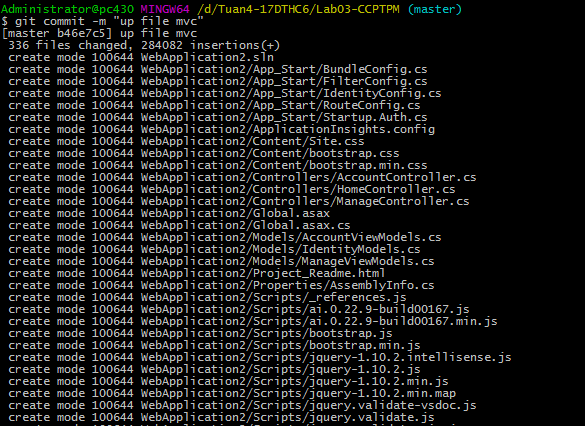 Administrator@pc430 MINGW64 /d/Tuan4-17DTHC6/Lab03-CCPTPM (master)
$ git commit -m "up file mvc"
[master b46e7c5] up file mvc
336 files changed, 284082 insertions(+)
create mode 100644 WebApplication2.sln
create mode 100644 WebApplication2/App_Start/BundleConfig.cs
create mode 100644 WebApplication2/App_Start/FilterConfig.cs
create mode 100644 WebApplication2/App_Start/IdentityConfig.cs
create mode 100644 WebApplication2/App_Start/RouteConfig.cs
create mode 100644 WebApplication2/App_Start/Startup.Auth.cs
create mode 100644 WebApplication2/ApplicationInsights.config
create mode 100644 WebApplication2/Content/Site.css
create mode 100644 WebApplication2/Content/bootstrap.css
create mode 100644 WebApplication2/Content/bootstrap.min.css
create mode 100644 WebApplication2/Controllers/AccountController.cs
create mode 100644 WebApplication2/Controllers/HomeController.cs
create mode 100644 WebApplication2/Controllers/ManageController.cs
create mode 100644 WebApplication2/Global.asax
create mode 100644 WebApplication2/Global.asax.cs
create mode 100644 WebApplication2/Models/AccountViewModels.cs
create mode 100644 WebApplication2/Models/IdentityModels.cs
create mode 100644 WebApplication2/Models/ManageViewModels.cs
create mode 100644 WebApplication2/Project_Readme.html
create mode 100644 WebApplication2/Properties/AssemblyInfo.cs
create mode 100644 WebApplication2/Scripts/_references.js
create mode 100644 WebApplication2/Scripts/ai.0.22.9-build00167.js
create mode 100644 WebApplication2/Scripts/ai.0.22.9-build00167.min.js
create mode 100644 WebApplication2/Scripts/bootstrap.js
create mode 100644 WebApplication2/Scripts/bootstrap.min.js
create mode 100644 WebApplication2/Scripts/jquery-1.10.2.intellisense.js
create mode 100644 WebApplication2/Scripts/jquery-1.10.2.js
create mode 100644 WebApplication2/Scripts/jquery-1.10.2.min.js
create mode 100644 WebApplication2/Scripts/jquery-1.10.2.min.map
create mode 100644 WebApplication2/Scripts/jquery.validate-vsdoc.js
create mode 100644 WebApplication2/Scripts/jquery.validate.js